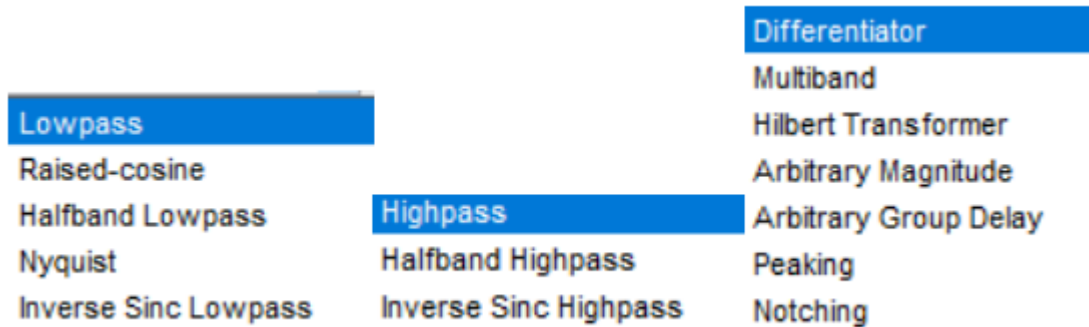 Lowpass
Raised-cosine
Halfband Lowpass
Nyquist
Inverse Sinc Lowpass
Highpass
Halfband Highpass
Inverse Sinc Highpass
Differentiator
Multiband
Hilbert Transformer
Arbitrary Magnitude
Arbitrary Group Delay
Peaking
Notching